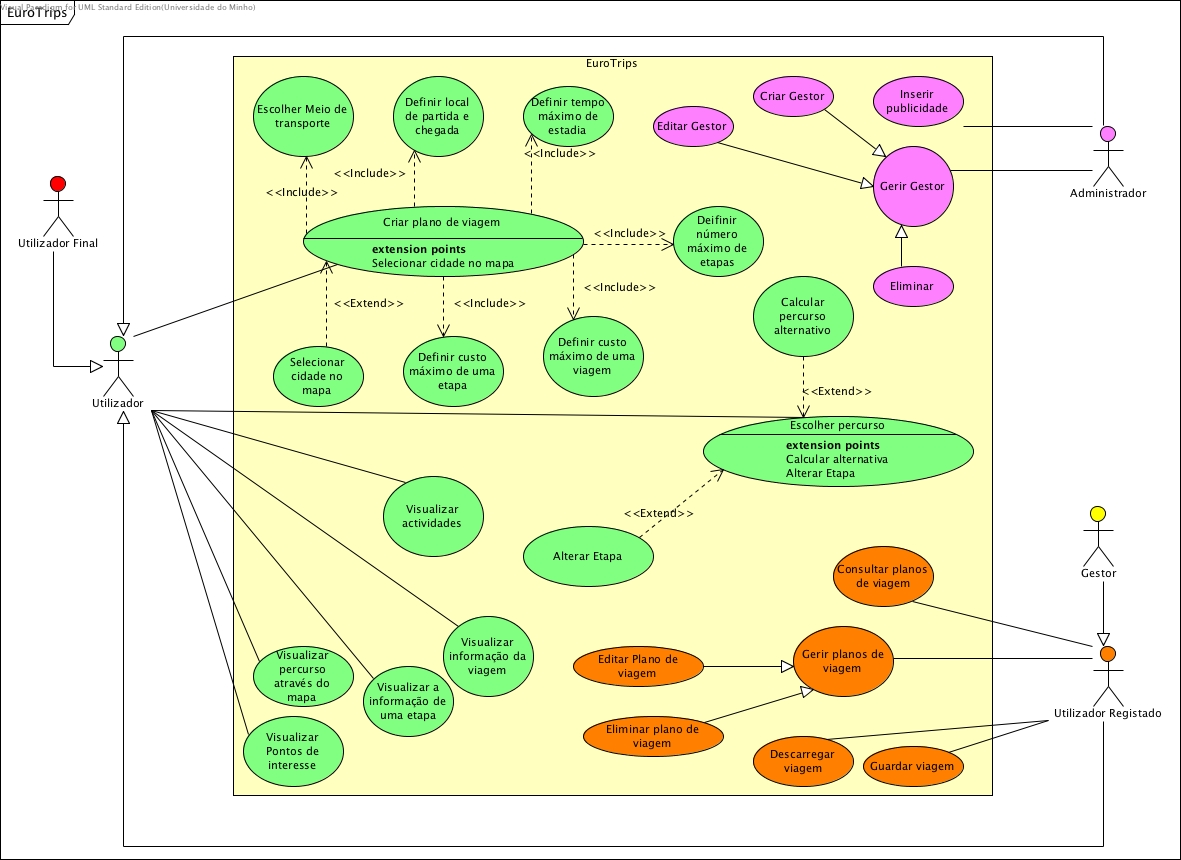 Visual Paradigm for UML Standard Edition(Universidade do Minho)
EuroTrips
EuroTrips
Escolher Meio de
transporte
Definir local
de partida e
chegada
Definir tempo
máximo de
estadia
Editar Gestor
Criar Gestor
Inserir
publicidade
Gerir Gestor
Eliminar
Administrador
Utilizador Final
<<Include>>
<<Include>>
<<Include>>
Criar plano de viagem
extension points
Selecionar cidade no mapa
<<Include>>
Deifinir
número
máximo de
etapas
<<Extend>>
<<Include>>
<<Include>>
Selecionar
cidade no
mapa
Definir custo
máximo de uma
etapa
Definir custo
máximo de uma
viagem
Calcular
percurso
alternativo
<<Extend>>
Utilizador
Escolher percurso
extension points
Calcular alternativa
Alterar Etapa
<<Extend>>
Visualizar
actividades
Alterar Etapa
Gestor
Consultar planos
de viagem
Visualizar
informação da
viagem
Editar Plano de
viagem
Gerir planos de
viagem
Visualizar
percurso
através do
mapa
Visualizar a
informação de
uma etapa
Eliminar plano de
viagem
Utilizador Registado
Visualizar
Pontos de
interesse
Descarregar
viagem
Guardar viagem